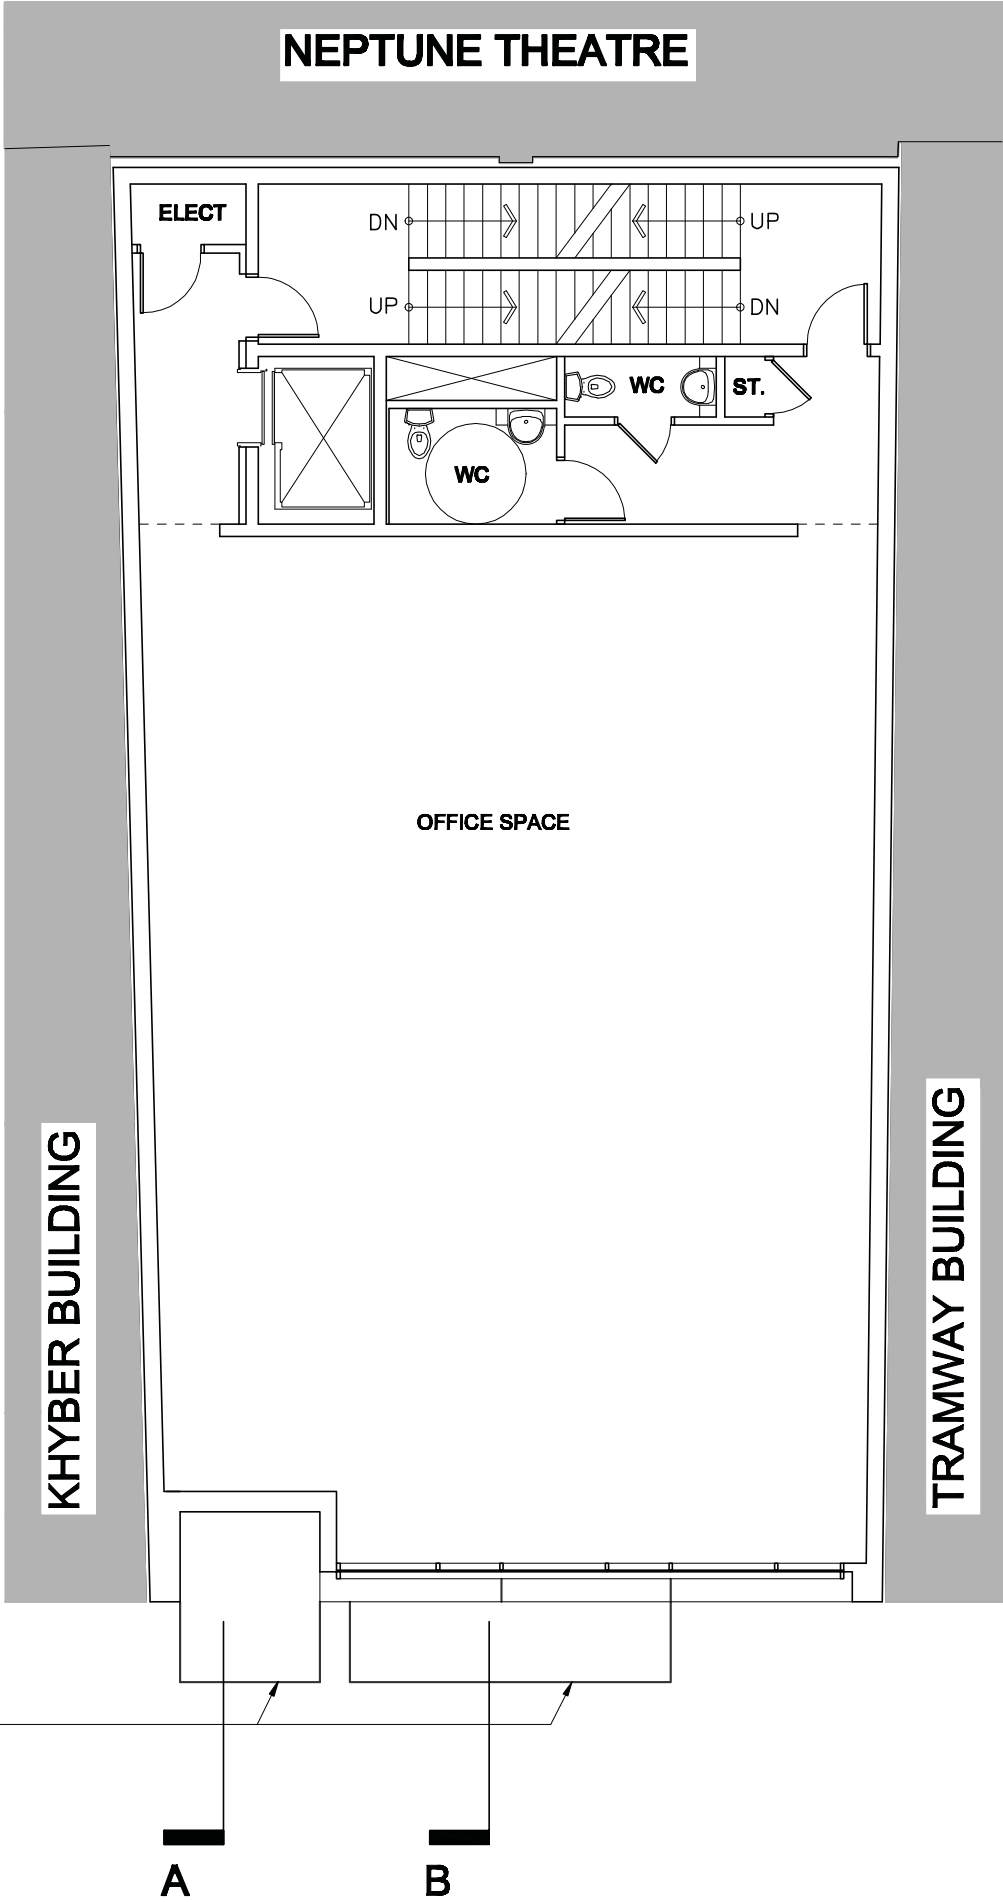 NEPTUNE THEATRE
ELECT
DN
UP
UP
DN
WC
ST.
WC
OFFICE SPACE
KHYBER BUILDING
TRAMWAY BUILDING
A
B